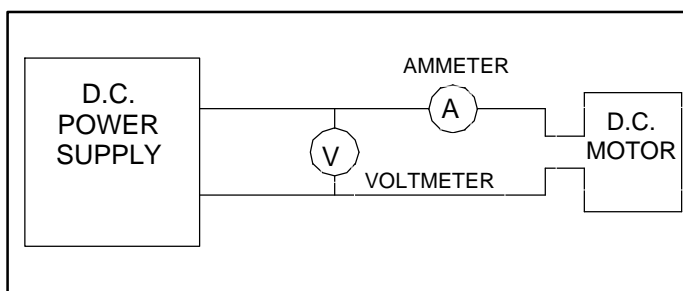 D.C.
POWER
SUPPLY
AMMETER
A
V
VOLTMETER
D.C.
MOTOR